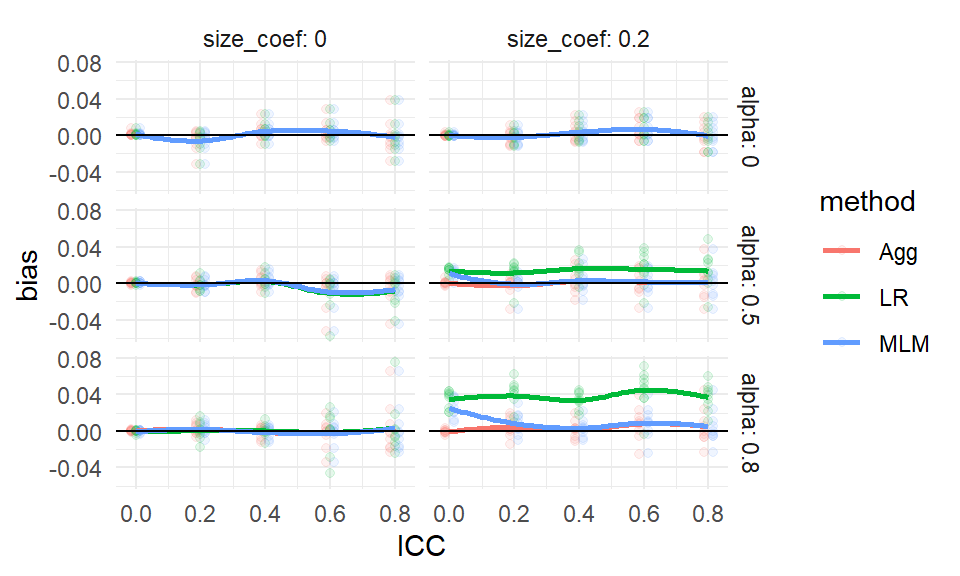 size_coef: 0
size_coef: 0.2
0.08
0.04
0.00
-0.04
alpha: 0
0.08
0.04
0.00
-0.04
alpha: 0.5
0.08
0.04
0.00
-0.04
alpha: 0.8
bias
0.0 0.2 0.4 0.6 0.8
0.0 0.2 0.4 0.6 0.8
ICC
method
Agg
LR
MLM